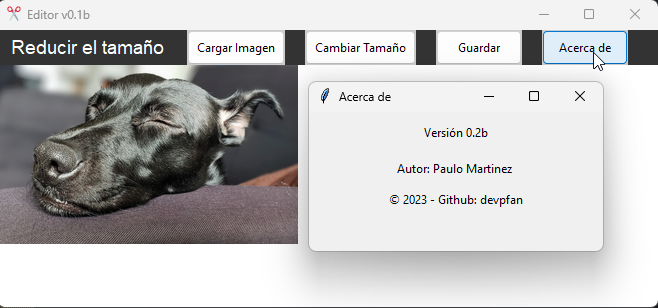 Editor v0.1b
Reducir el tamaño
Cargar Imagen
Cambiar Tamaño
Guardar
Acerca de
Acerca de
Versión 0.2b
Autor: Paulo Martinez
© 2023 - Github: devpfan